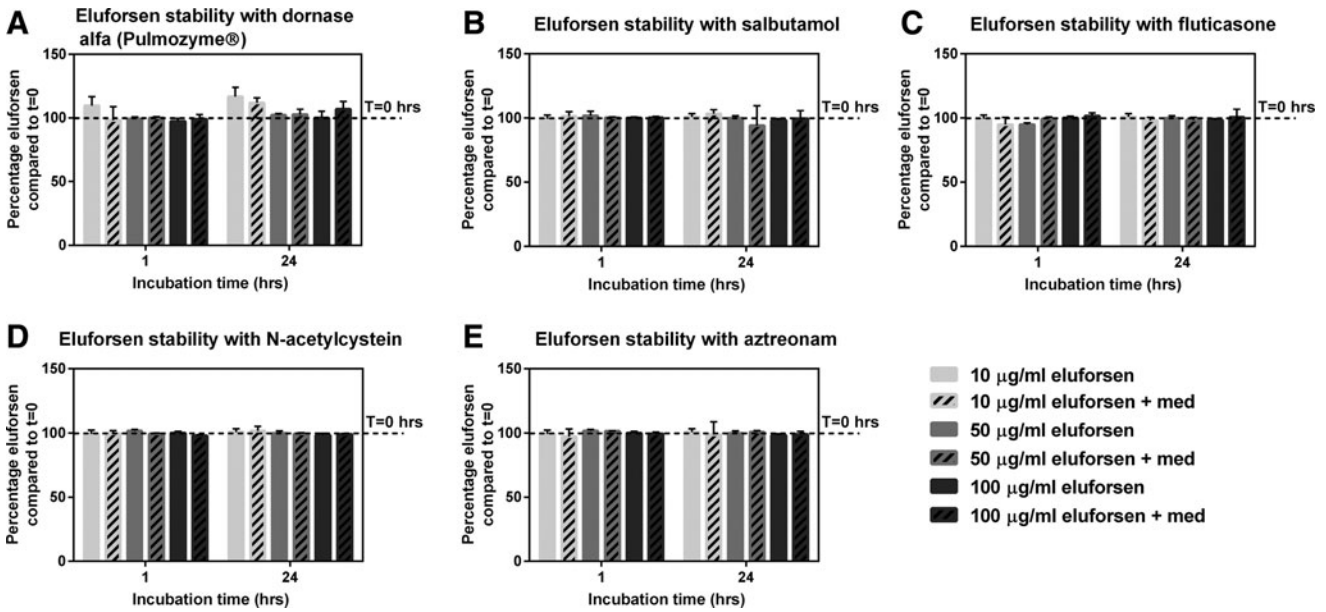 A
Eluforsen stability with dornase
alfa (Pulmozyme®)
Percentage eluforsen
compared to t=0
150
100
50
0
T=0 hrs
1
24
Incubation time (hrs)
B
Eluforsen stability with salbutamol
Percentage eluforsen
compared to t=0
150
100
50
0
T=0 hrs
1
24
Incubation time (hrs)
C
Eluforsen stability with fluticasone
Percentage eluforsen
compared to t=0
150
100
50
0
T=0 hrs
1
24
Incubation time (hrs)
D
Eluforsen stability with N-acetylcystein
Percentage eluforsen
compared to t=0
150
100
50
0
T=0 hrs
1
24
Incubation time (hrs)
E
Eluforsen stability with aztreonam
Percentage eluforsen
compared to t=0
150
100
50
0
T=0 hrs
1
24
Incubation time (hrs)
10 μg/ml eluforsen
10 μg/ml eluforsen + med
50 μg/ml eluforsen
50 μg/ml eluforsen + med
100 μg/ml eluforsen
100 μg/ml eluforsen + med